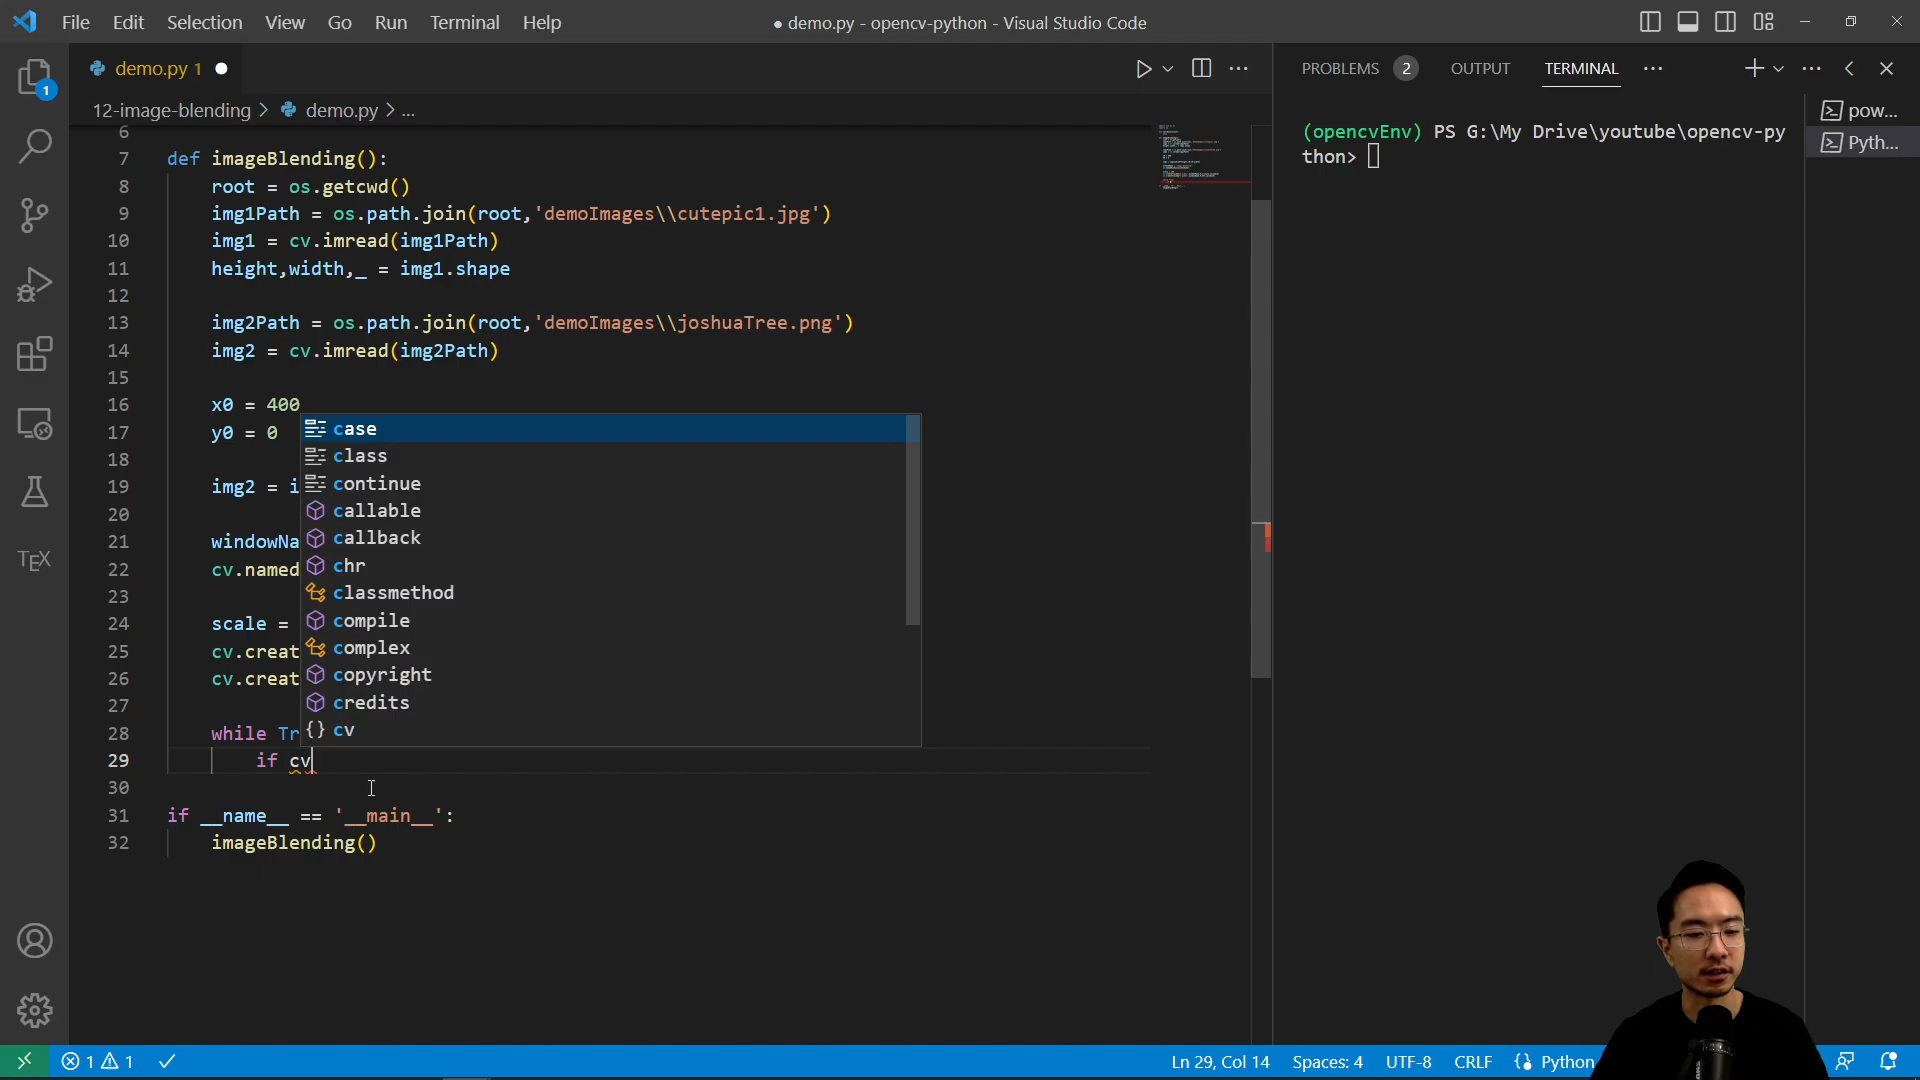 File Edit Selection View Go Run Terminal Help
● demo.py - opencv-python - Visual Studio Code
demo.py 1 ●
PROBLEMS 2 OUTPUT TERMINAL
12-image-blending > demo.py > ...
(opencvEnv) PS G:\My Drive\youtube\opencv-py
thon>
pow...
Pyth...
1
TEX
6
7 def imageBlending():
8 root = os.getcwd()
9 img1Path = os.path.join(root,'demoImages\\cutepic1.jpg')
10 img1 = cv.imread(img1Path)
11 height,width,_ = img1.shape
12
13 img2Path = os.path.join(root,'demoImages\\joshuaTree.png')
14 img2 = cv.imread(img2Path)
15
16 x0 = 400
17 y0 = 0
18
19 img2 = i
20
21 windowNa
22 cv.named
23
24 scale =
25 cv.creat
26 cv.creat
27
28 while Tr
29 if cv
30
31 if __name__ == '__main__':
32 imageBlending()
case
class
continue
callable
callback
chr
classmethod
compile
complex
copyright
credits
{} cv
1 1
Ln 29, Col 14 Spaces: 4 UTF-8 CRLF {} Python